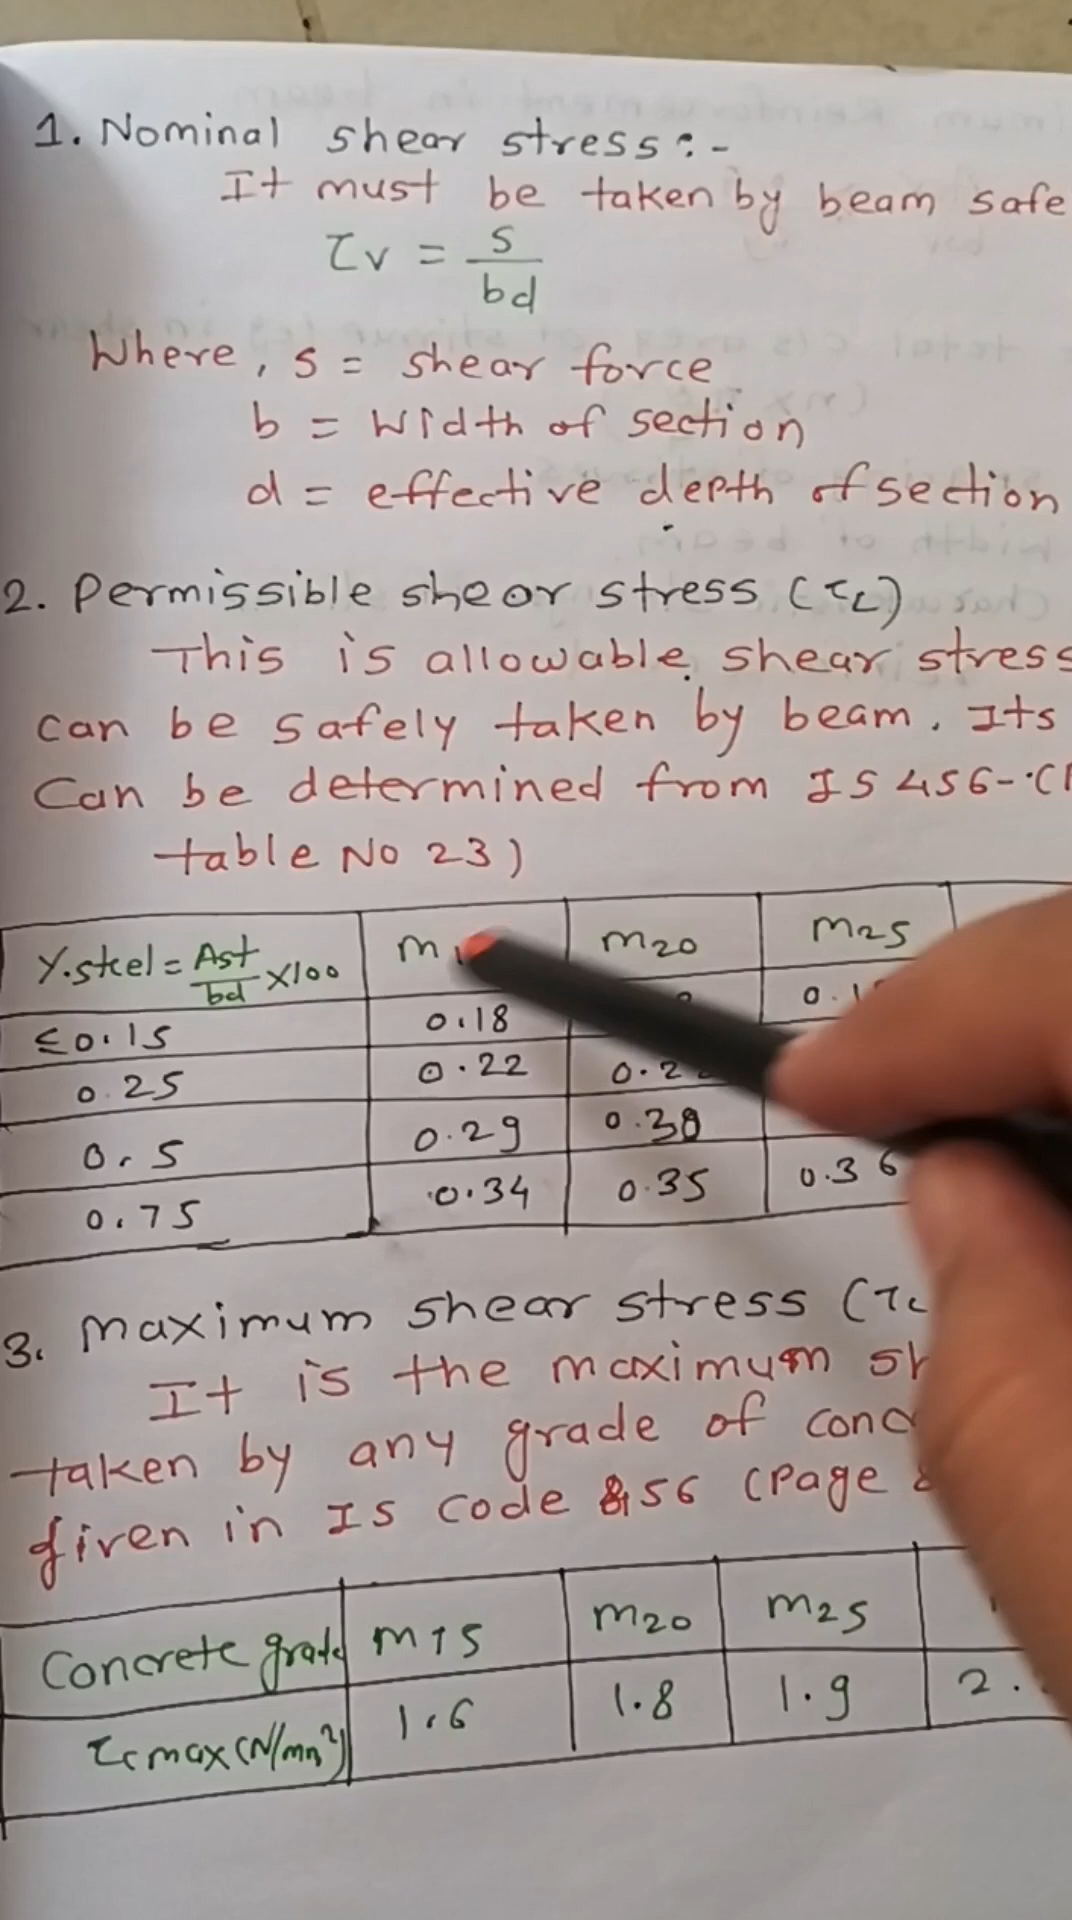 1. Nominal shear stress :-
It must be taken by beam safe
τv = s/bd
Where, s = shear force
b = width of section
d = effective depth of section
2. Permissible shear stress (τc)
This is allowable shear stress
can be safely taken by beam. Its
Can be determined from IS 456-
table No 23)
Y.steel = Ast/bd x100 M20 M25
≤0.15 0.18
0.25 0.22
0.5 0.29 0.30
0.75 0.34 0.35 0.36
3. Maximum shear stress (τc
It is the maximum
taken by any grade of
given in IS code 456 (Page
Concrete grade M15 M20 M25
τcmax (N/mm²) 1.6 1.8 1.9 2.